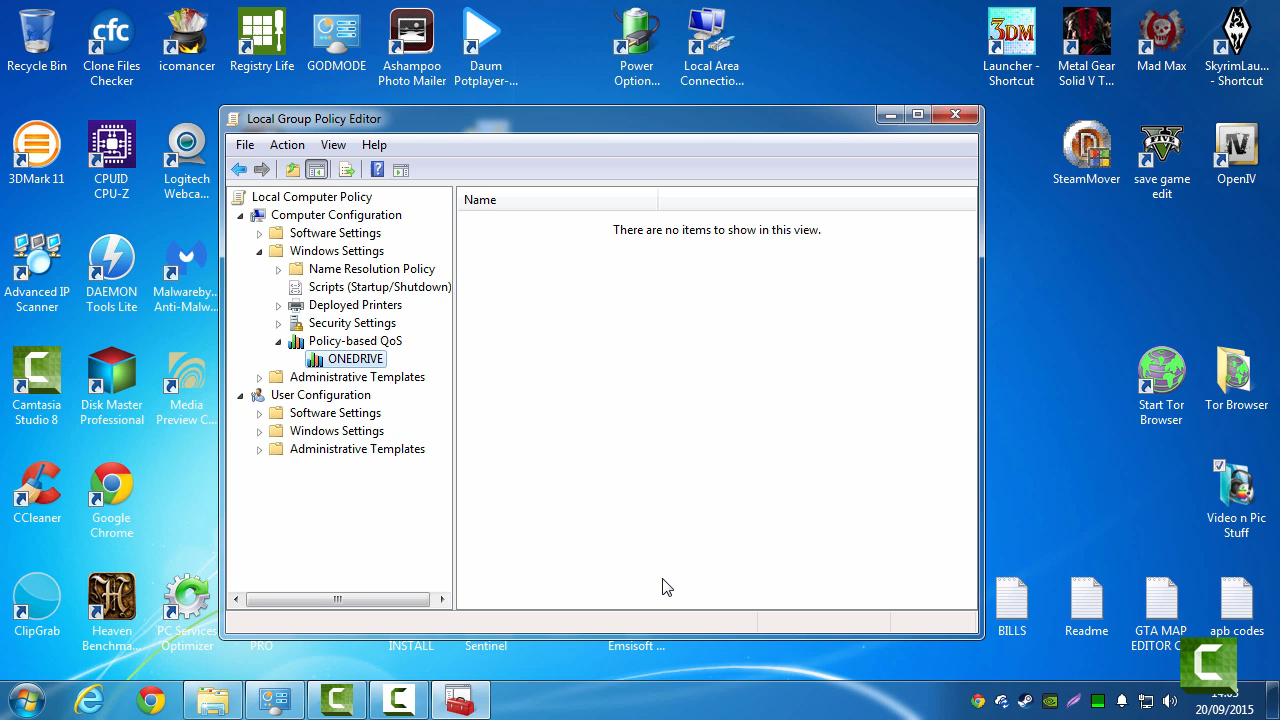 Recycle Bin
Clone Files
Checker
icomancer
Registry Life
GODMODE
Ashampoo
Photo Mailer
Daum
Potplayer-...
Power
Option...
Local Area
Connectio...
Launcher -
Shortcut
Metal Gear
Solid V T...
Mad Max
SkyrimLau...
- Shortcut
3DMark 11
CPUID
CPU-Z
Logitech
Webca...
SteamMover
save game
edit
OpenIV
Advanced IP
Scanner
DAEMON
Tools Lite
Malwareby...
Anti-Malw...
Camtasia
Studio 8
Disk Master
Professional
Media
Preview C...
Start Tor
Browser
Tor Browser
CCleaner
Google
Chrome
Video n Pic
Stuff
ClipGrab
Heaven
Benchma...
PC Services
Optimizer
PRO
INSTALL
Sentinel
Emsisoft ...
BILLS
Readme
GTA MAP
EDITOR C
apb codes
cfc
3DM
Local Group Policy Editor
File Action View Help
Local Computer Policy
Computer Configuration
Software Settings
Windows Settings
Name Resolution Policy
Scripts (Startup/Shutdown)
Deployed Printers
Security Settings
Policy-based QoS
ONEDRIVE
Administrative Templates
User Configuration
Software Settings
Windows Settings
Administrative Templates
Name
There are no items to show in this view.
20/09/2015